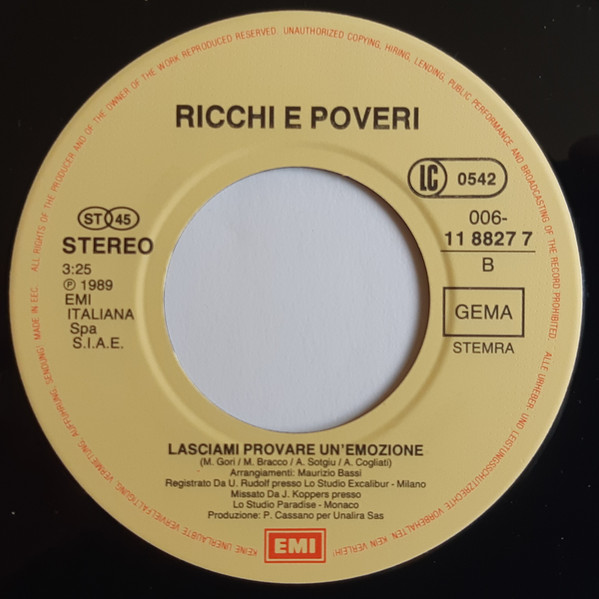 RICCHI E POVERI
LC 0542
ST 45
STEREO
006-
11 8827 7
B
3:25
℗ 1989
EMI
ITALIANA
Spa
S.I.A.E.
GEMA
STEMRA
LASCIAMI PROVARE UN'EMOZIONE
(M. Gori / M. Bracco / A. Sotgiu / A. Cogliati)
Arrangiamenti: Maurizio Bassi
Registrato Da U. Rudolf presso Lo Studio Excalibur - Milano
Missato Da J. Koppers presso
Lo Studio Paradise - Monaco
Produzione: P. Cassano per Unalira Sas
EMI
ALL RIGHTS OF THE PRODUCER AND OF THE OWNER OF THE WORK REPRODUCED RESERVED. UNAUTHORIZED COPYING, HIRING, LENDING, PUBLIC PERFORMANCE AND BROADCASTING OF THE RECORD PROHIBITED. ALLE URHEBER- UND LEISTUNGSSCHUTZRECHTE VORBEHALTEN. KEIN VERLEIH! KEINE UNERLAUBTE VERVIELFÄLTIGUNG, VERMIETUNG, AUFFÜHRUNG, SENDUNG. MADE IN EEC.